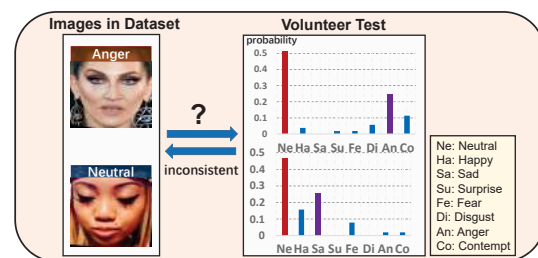 Images in Dataset
Volunteer Test
Anger
Neutral
?
inconsistent
probability
0.5
0.4
0.3
0.2
0.1
0
Ne Ha Sa Su Fe Di An Co
0.4
0.3
0.2
0.1
0
Ne Ha Sa Su Fe Di An Co
Ne: Neutral
Ha: Happy
Sa: Sad
Su: Surprise
Fe: Fear
Di: Disgust
An: Anger
Co: Contempt